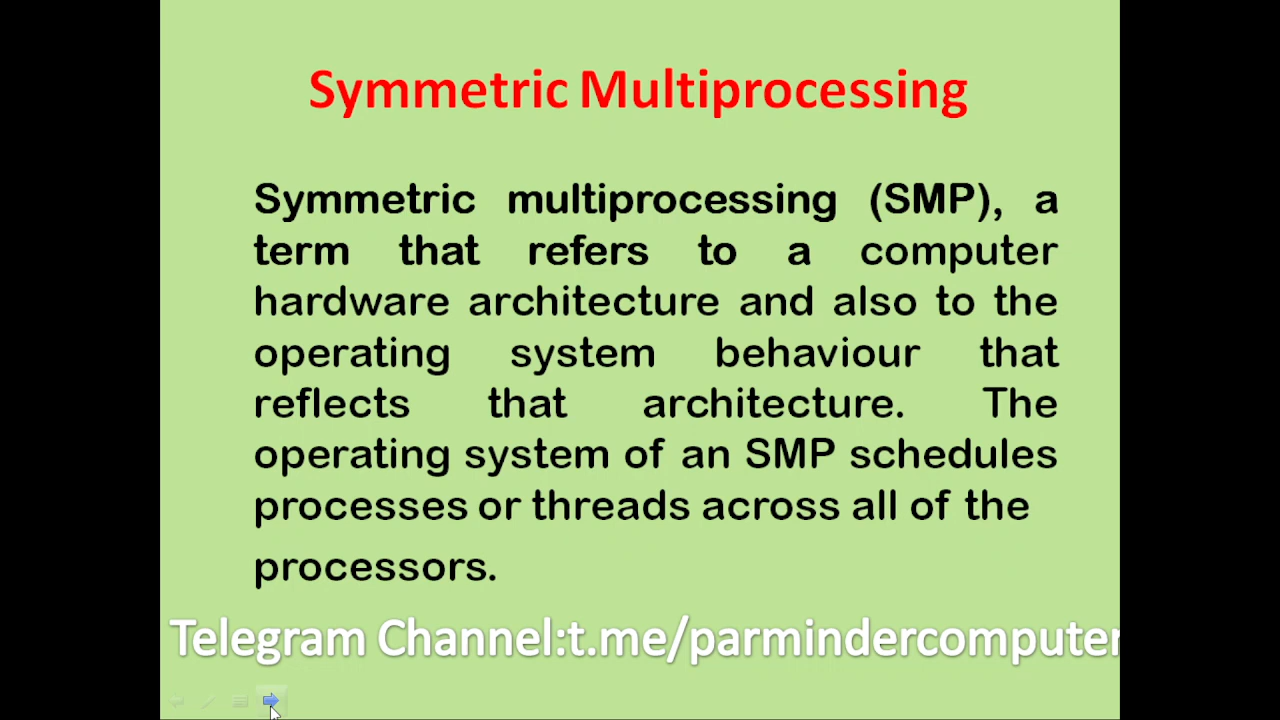 Symmetric Multiprocessing
Symmetric multiprocessing (SMP), a
term that refers to a computer
hardware architecture and also to the
operating system behaviour that
reflects that architecture. The
operating system of an SMP schedules
processes or threads across all of the
processors.
Telegram Channel:t.me/parmindercomputer